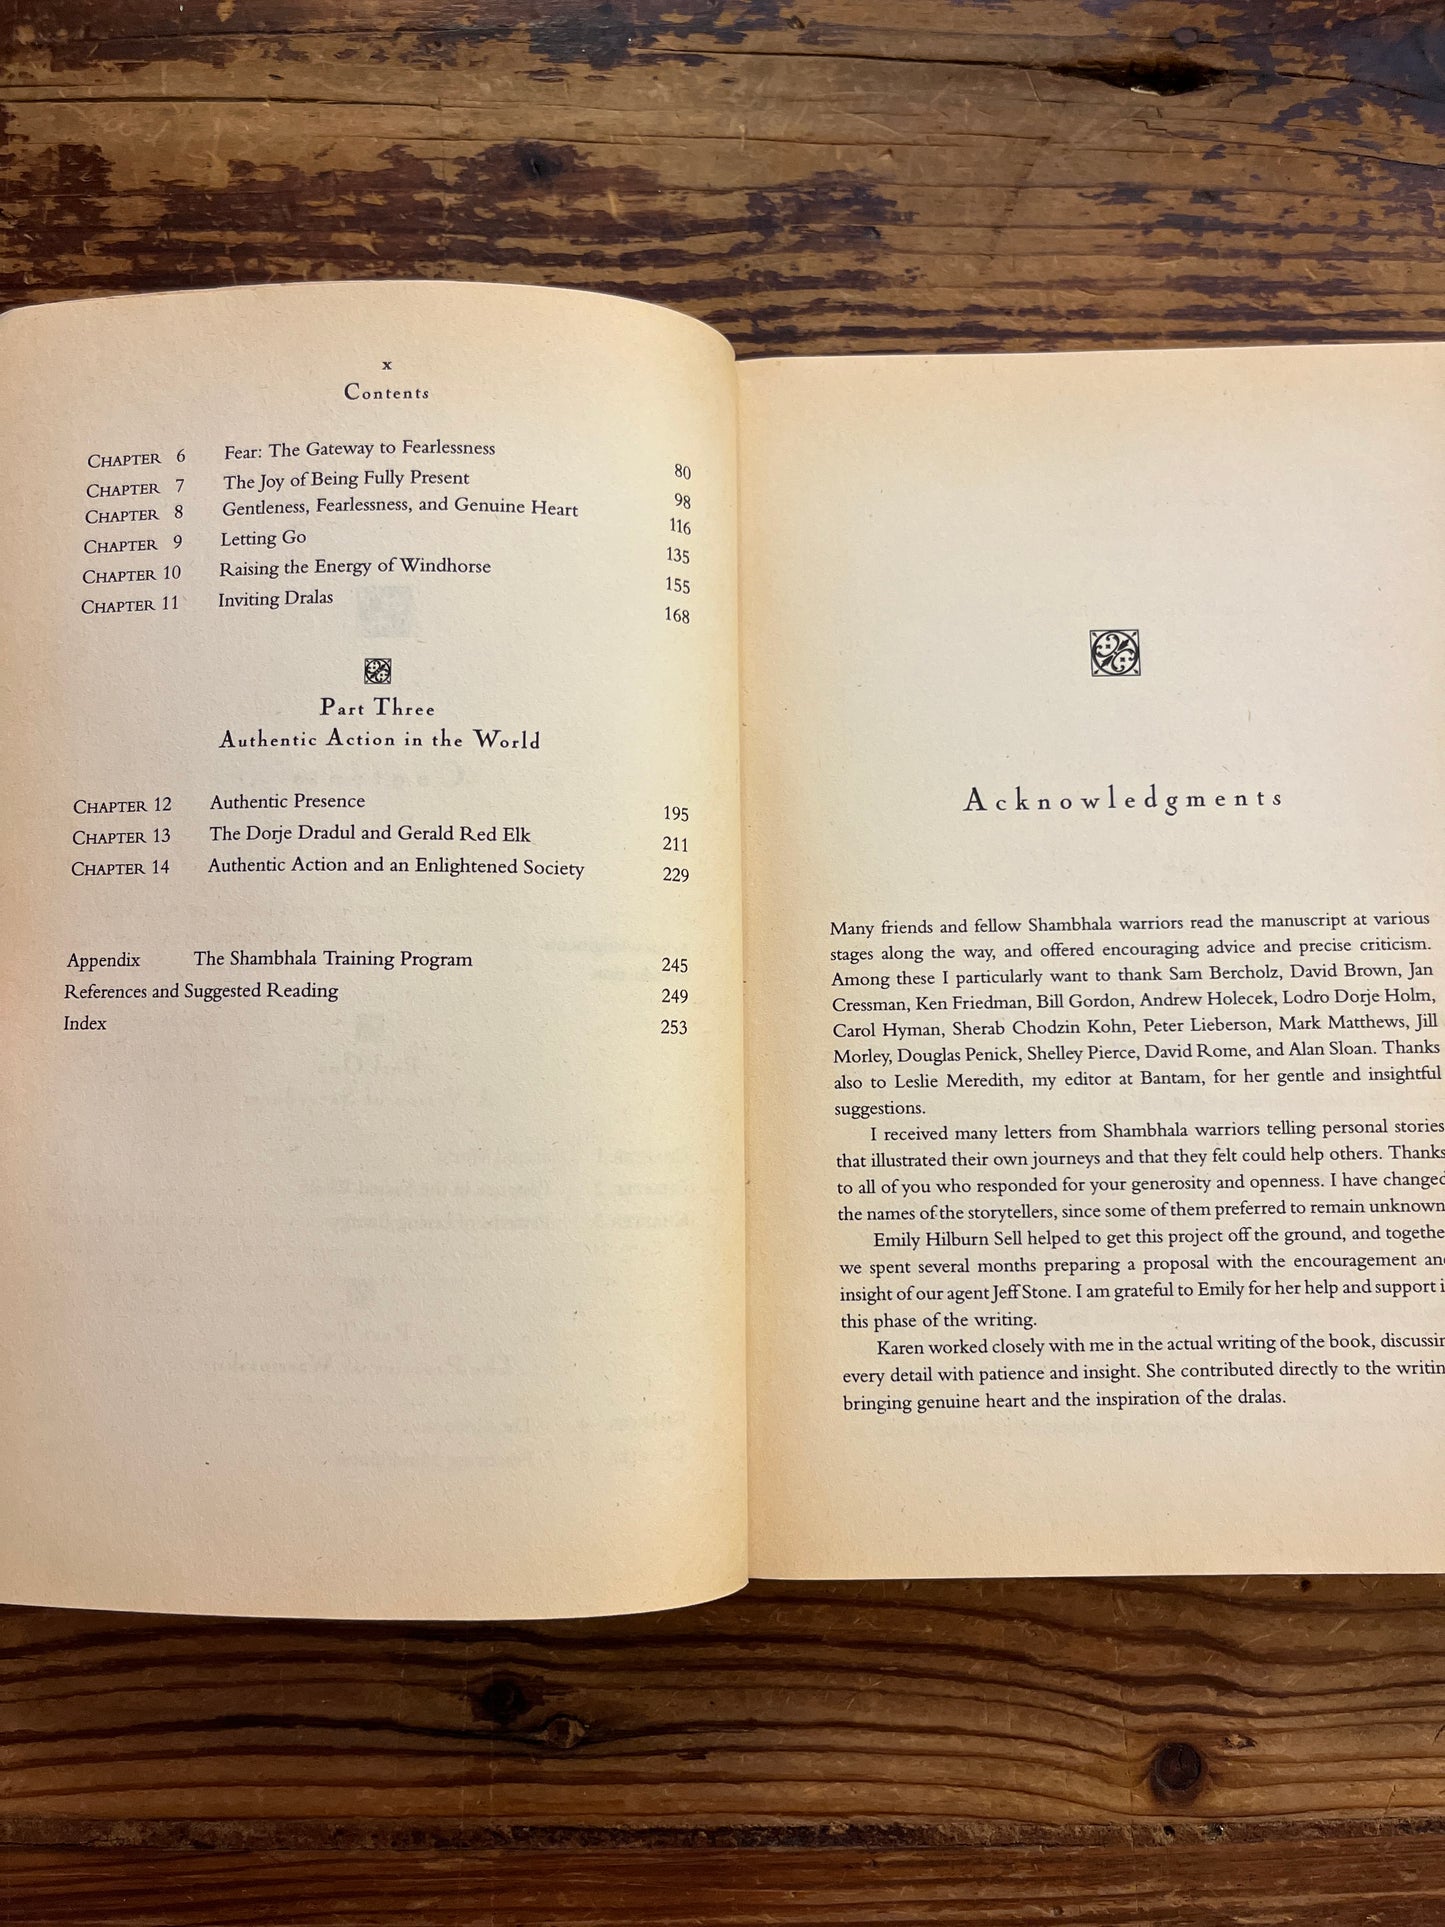 x
Contents
CHAPTER 6 Fear: The Gateway to Fearlessness 80
CHAPTER 7 The Joy of Being Fully Present 98
CHAPTER 8 Gentleness, Fearlessness, and Genuine Heart 116
CHAPTER 9 Letting Go 135
CHAPTER 10 Raising the Energy of Windhorse 155
CHAPTER 11 Inviting Dralas 168
Part Three
Authentic Action in the World
CHAPTER 12 Authentic Presence 195
CHAPTER 13 The Dorje Dradul and Gerald Red Elk 211
CHAPTER 14 Authentic Action and an Enlightened Society 229
Appendix The Shambhala Training Program 245
References and Suggested Reading 249
Index 253
Acknowledgments
Many friends and fellow Shambhala warriors read the manuscript at various
stages along the way, and offered encouraging advice and precise criticism.
Among these I particularly want to thank Sam Bercholz, David Brown, Jan
Cressman, Ken Friedman, Bill Gordon, Andrew Holecek, Lodro Dorje Holm,
Carol Hyman, Sherab Chodzin Kohn, Peter Lieberson, Mark Matthews, Jill
Morley, Douglas Penick, Shelley Pierce, David Rome, and Alan Sloan. Thanks
also to Leslie Meredith, my editor at Bantam, for her gentle and insightful
suggestions.
I received many letters from Shambhala warriors telling personal stories
that illustrated their own journeys and that they felt could help others. Thanks
to all of you who responded for your generosity and openness. I have changed
the names of the storytellers, since some of them preferred to remain unknown
Emily Hilburn Sell helped to get this project off the ground, and togethe
we spent several months preparing a proposal with the encouragement an
insight of our agent Jeff Stone. I am grateful to Emily for her help and support i
this phase of the writing.
Karen worked closely with me in the actual writing of the book, discussin
every detail with patience and insight. She contributed directly to the writin
bringing genuine heart and the inspiration of the dralas.